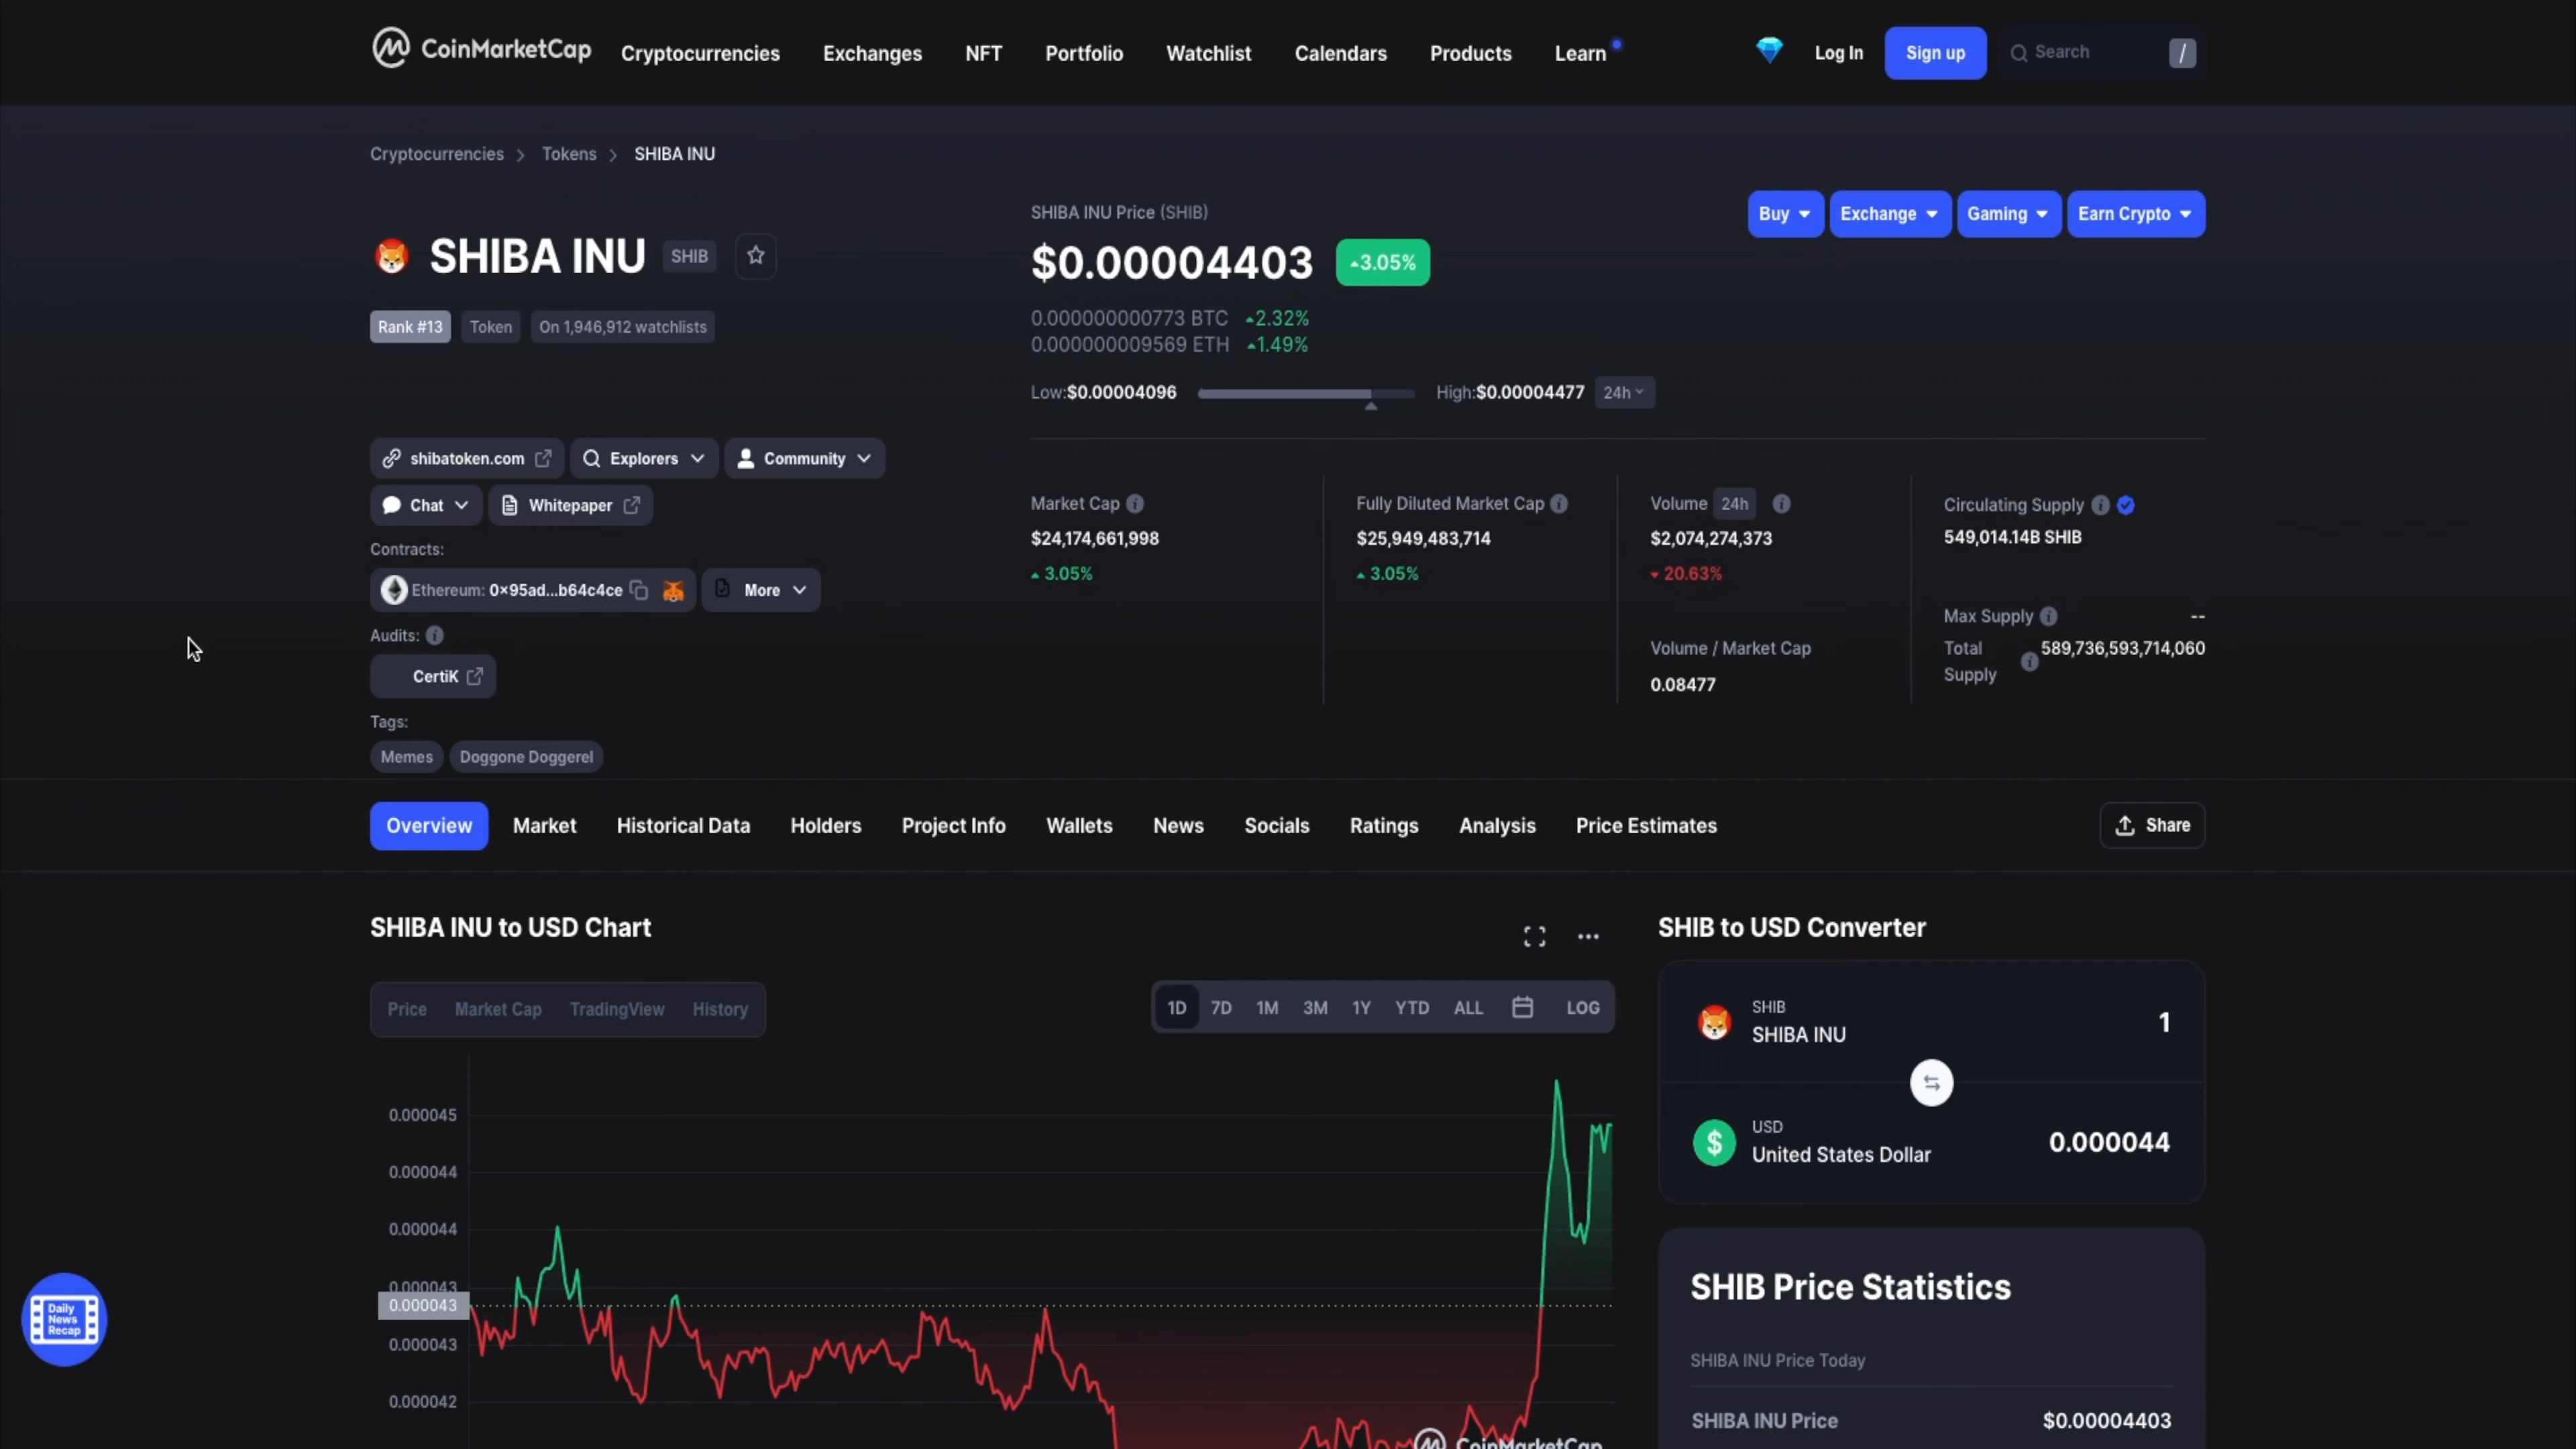 CoinMarketCap Cryptocurrencies Exchanges NFT Portfolio Watchlist Calendars Products Learn Log In Sign up Search /
Cryptocurrencies > Tokens > SHIBA INU
SHIBA INU SHIB
Rank #13 Token On 1,946,912 watchlists
shibatoken.com Explorers Community
Chat Whitepaper
Contracts:
Ethereum: 0×95ad...b64c4ce More
Audits:
CertiK
Tags:
Memes Doggone Doggerel
SHIBA INU Price (SHIB)
$0.00004403 3.05%
0.000000000773 BTC 2.32%
0.000000009569 ETH 1.49%
Low:$0.00004096 High:$0.00004477 24h
Buy Exchange Gaming Earn Crypto
Market Cap
$24,174,661,998
3.05%
Fully Diluted Market Cap
$25,949,483,714
3.05%
Volume 24h
$2,074,274,373
20.63%
Volume / Market Cap
0.08477
Circulating Supply
549,014.14B SHIB
Max Supply --
Total Supply 589,736,593,714,060
Overview Market Historical Data Holders Project Info Wallets News Socials Ratings Analysis Price Estimates Share
SHIBA INU to USD Chart
Price Market Cap TradingView History
1D 7D 1M 3M 1Y YTD ALL LOG
0.000045
0.000044
0.000044
0.000043
0.000043
0.000043
0.000042
CoinMarketCap
SHIB to USD Converter
SHIB
SHIBA INU 1
USD
United States Dollar 0.000044
SHIB Price Statistics
SHIBA INU Price Today
SHIBA INU Price $0.00004403
Daily
News
Recap